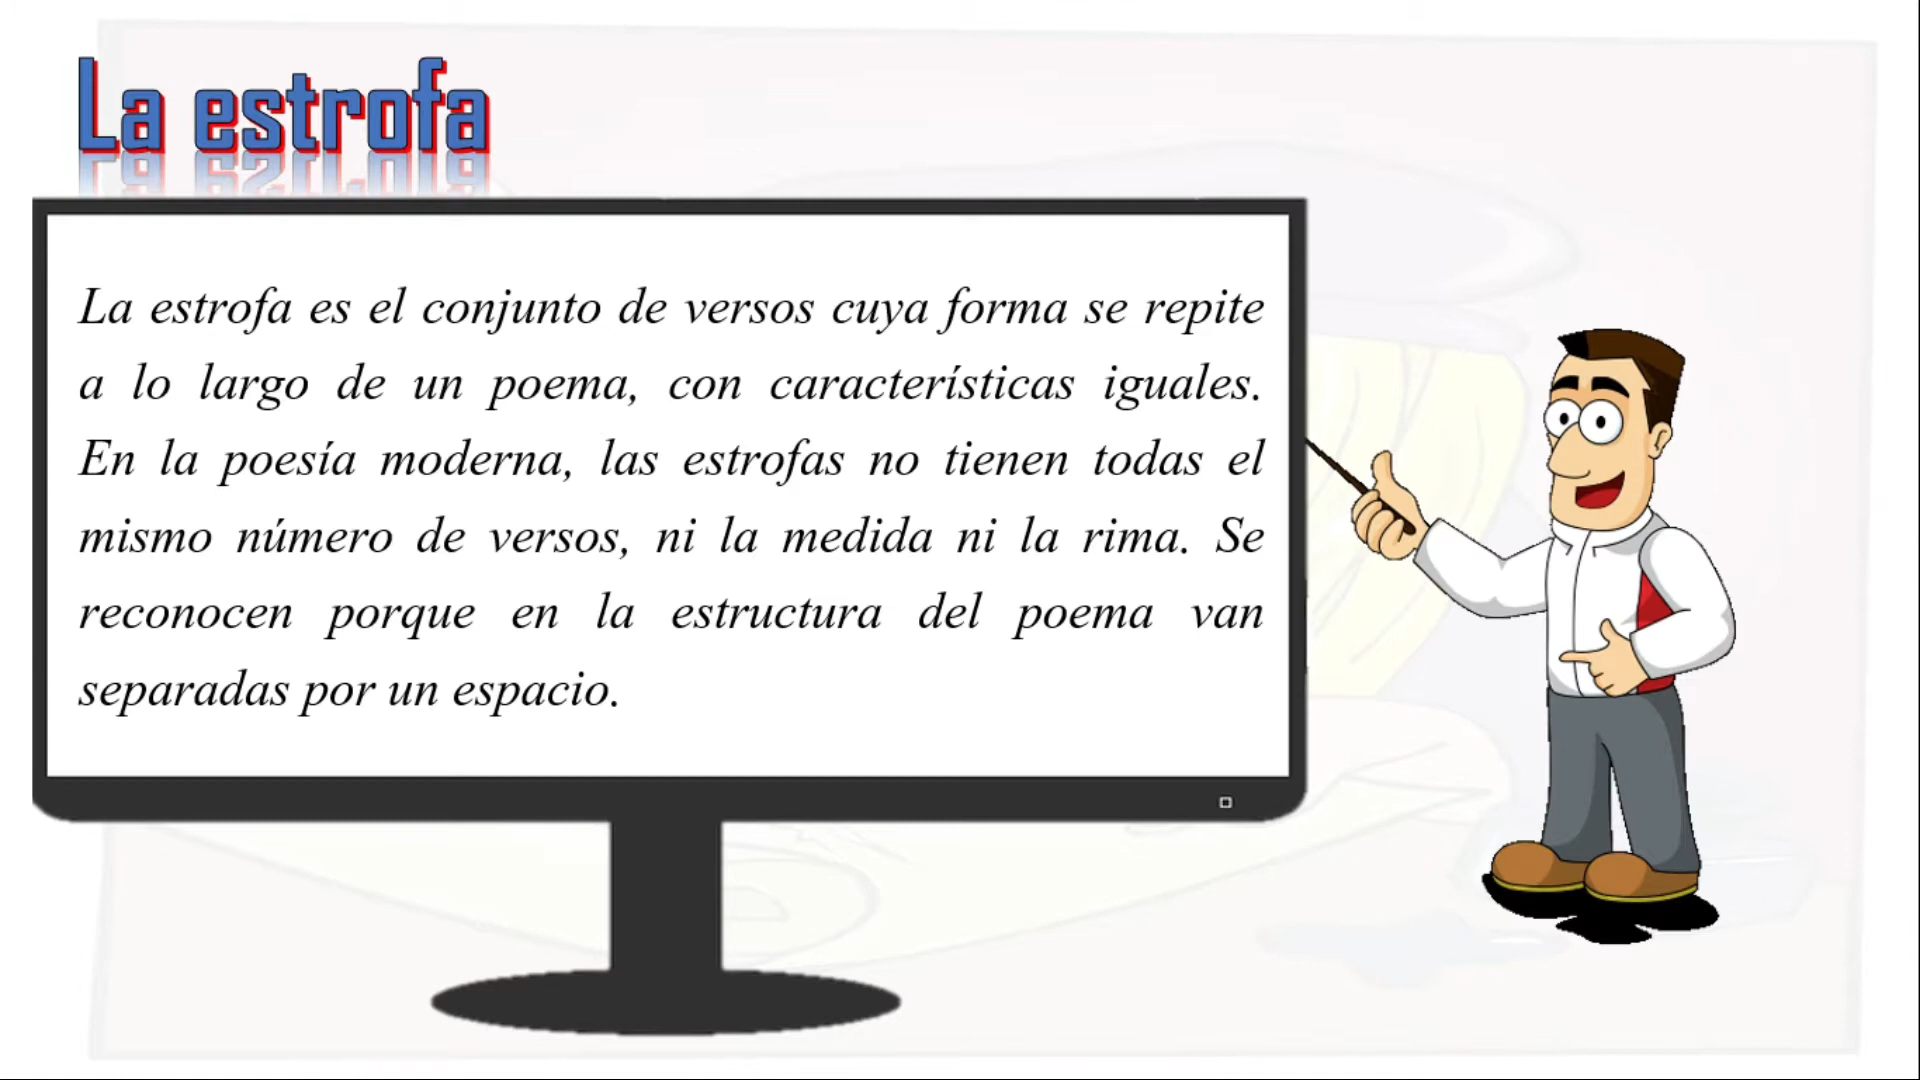 La estrofa
La estrofa es el conjunto de versos cuya forma se repite
a lo largo de un poema, con características iguales.
En la poesía moderna, las estrofas no tienen todas el
mismo número de versos, ni la medida ni la rima. Se
reconocen porque en la estructura del poema van
separadas por un espacio.